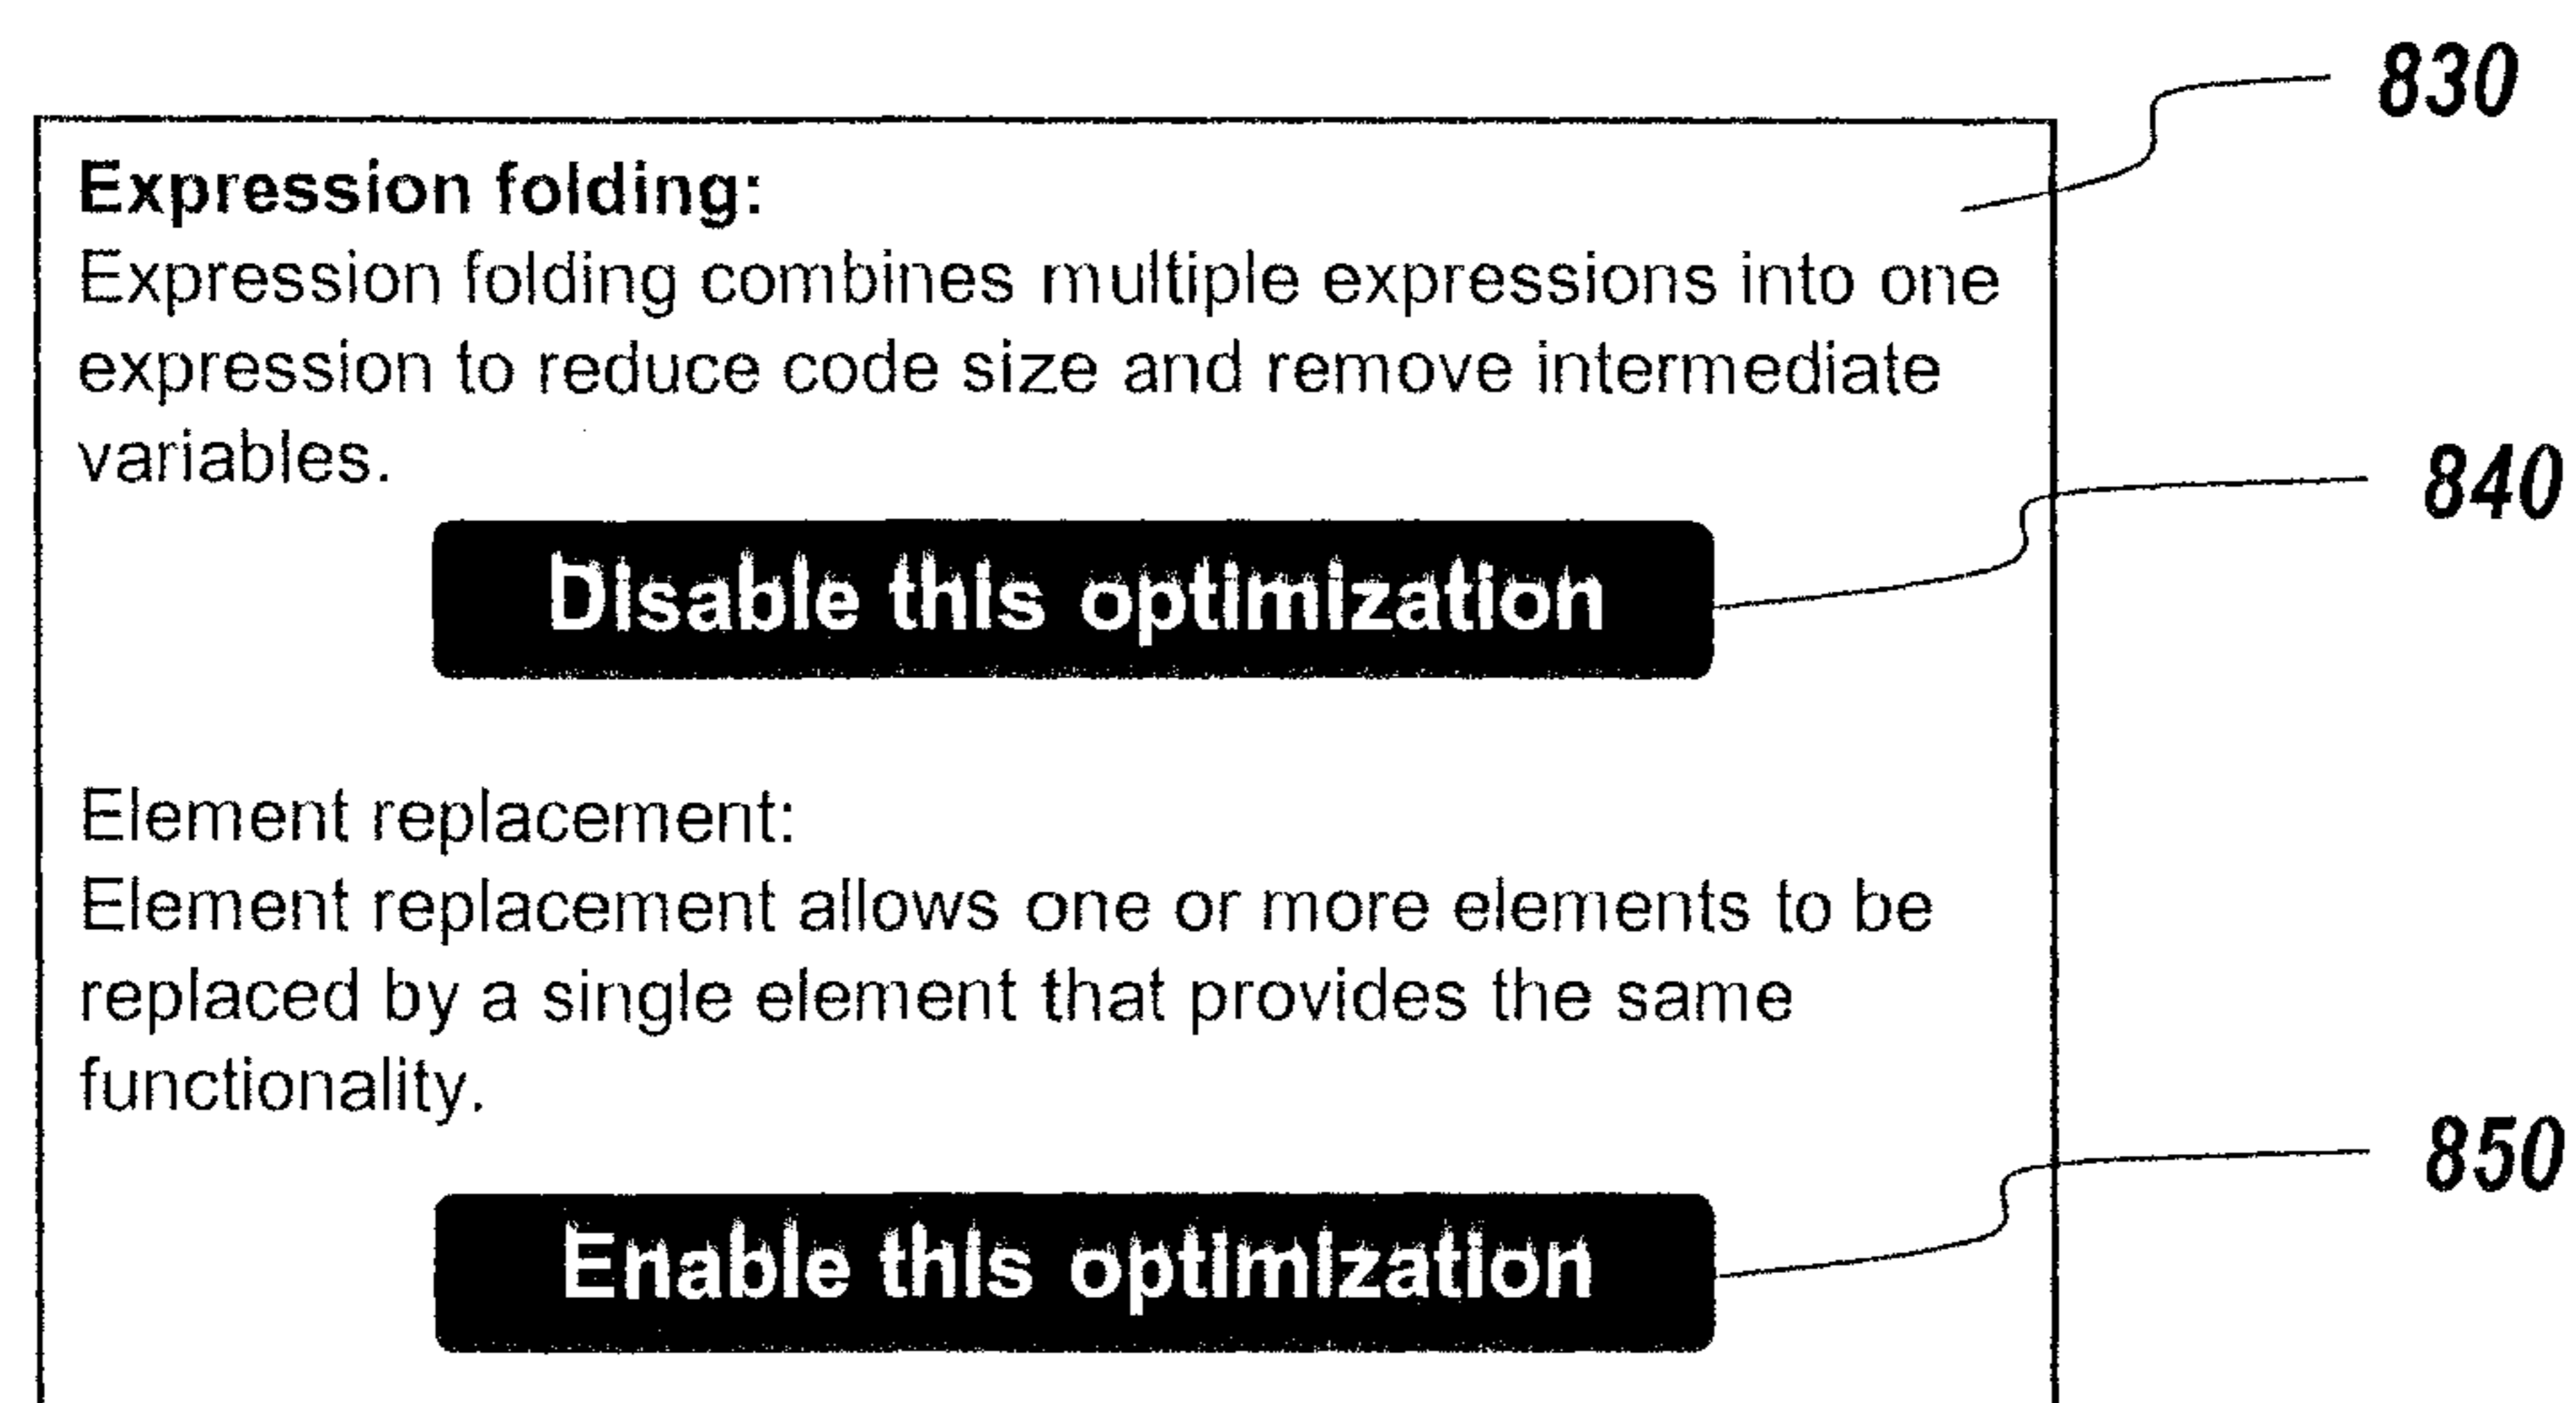 830
Expression folding:
Expression folding combines multiple expressions into one
expression to reduce code size and remove intermediate
variables.
840
Disable this optimization
Element replacement:
Element replacement allows one or more elements to be
replaced by a single element that provides the same
functionality.
850
Enable this optimization